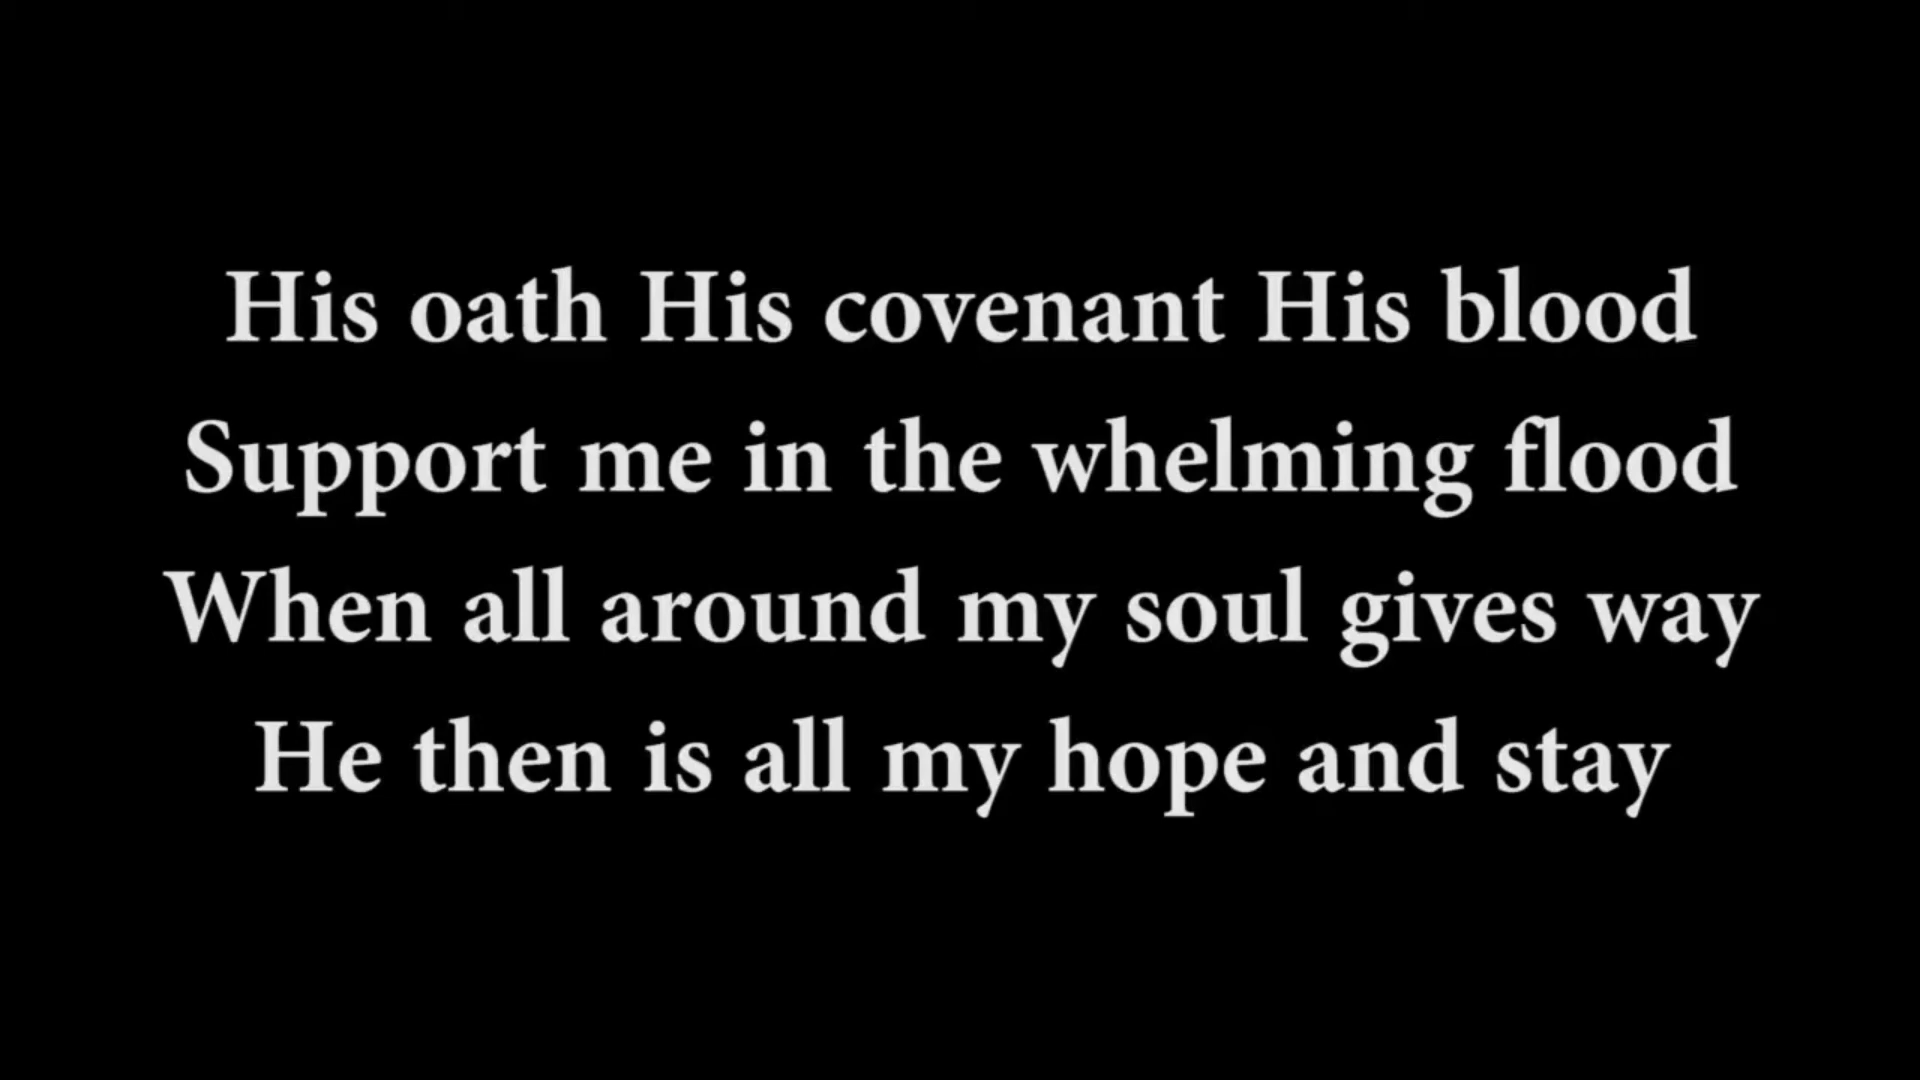 His oath His covenant His blood
Support me in the whelming flood
When all around my soul gives way
He then is all my hope and stay